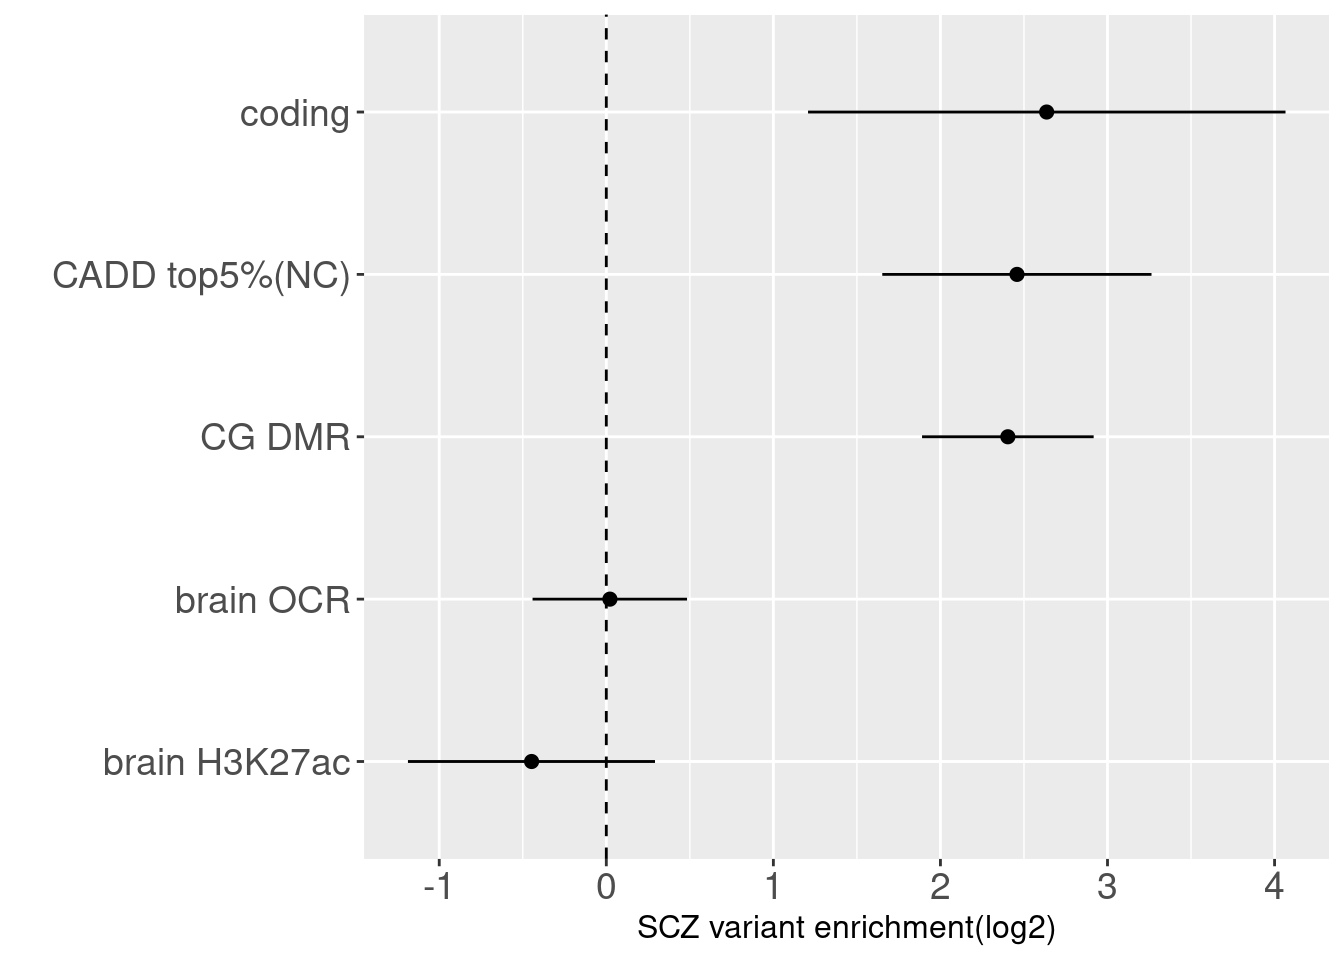 coding
CADD top5%(NC)
CG DMR
brain OCR
brain H3K27ac
-1 0 1 2 3 4
SCZ variant enrichment(log2)